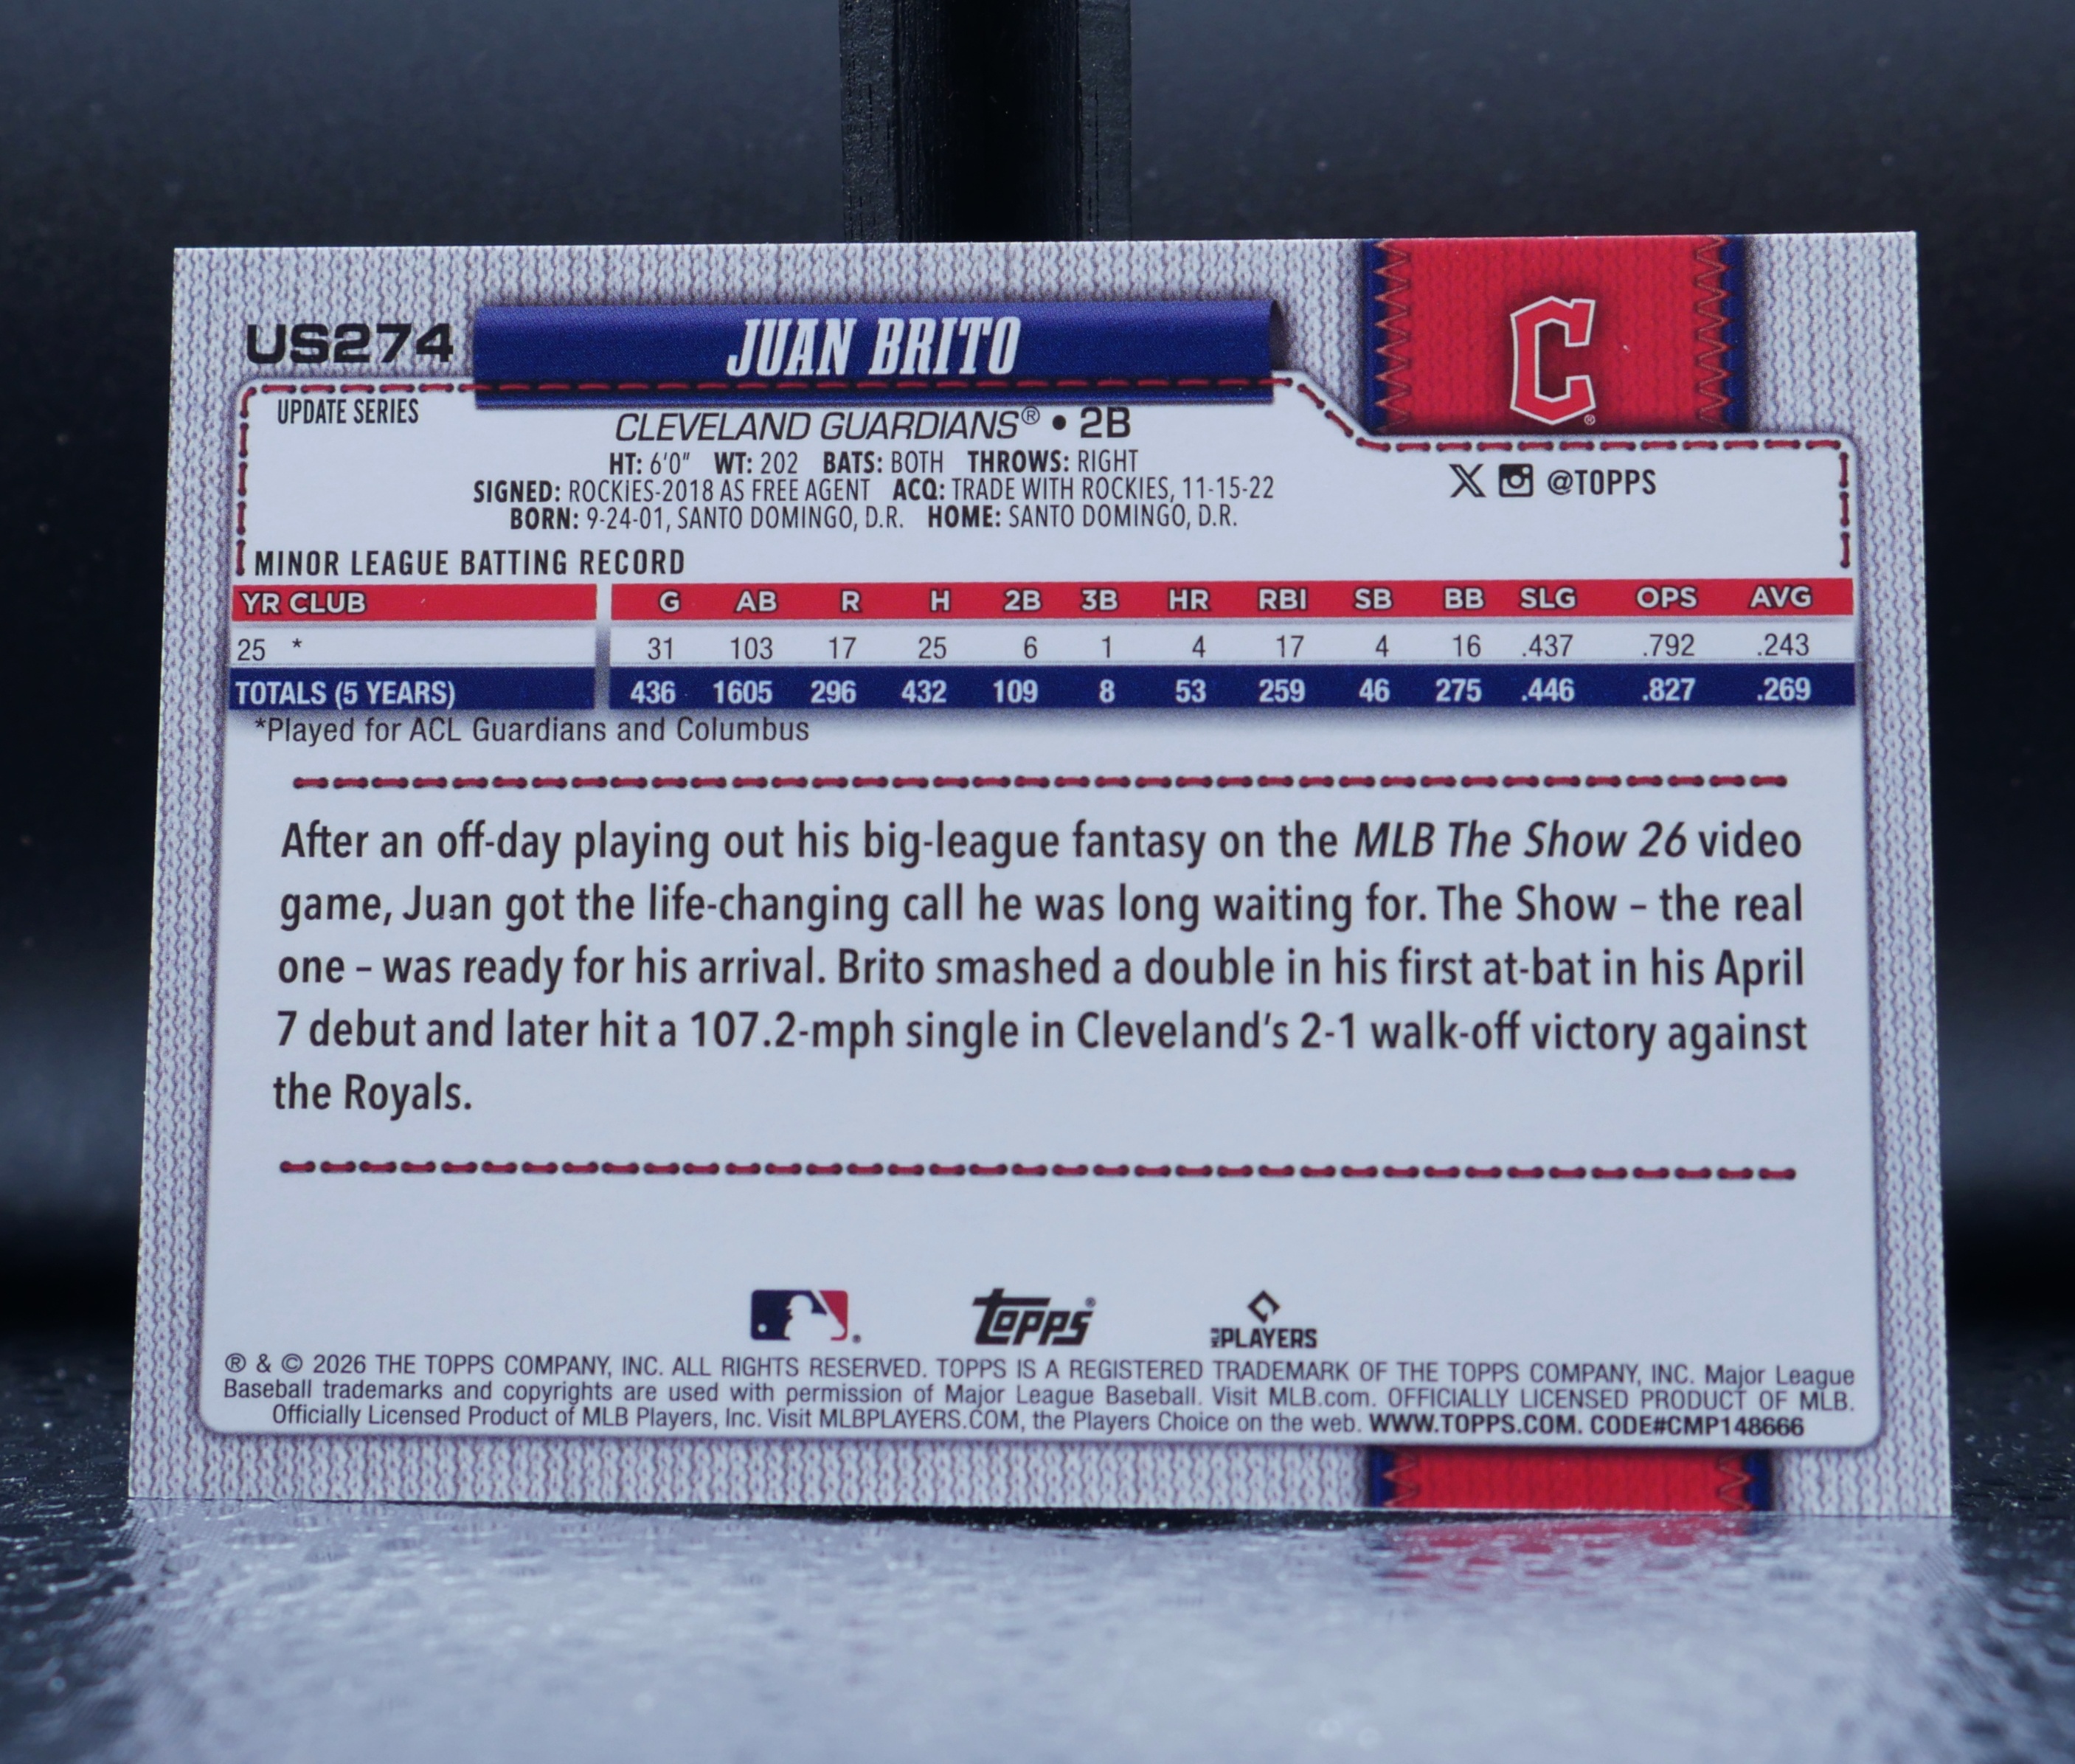 US274
JUAN BRITO
C
UPDATE SERIES
CLEVELAND GUARDIANS® • 2B
HT: 6'0" WT: 202 BATS: BOTH THROWS: RIGHT
SIGNED: ROCKIES-2018 AS FREE AGENT ACQ: TRADE WITH ROCKIES, 11-15-22
BORN: 9-24-01, SANTO DOMINGO, D.R. HOME: SANTO DOMINGO, D.R.
@TOPPS
MINOR LEAGUE BATTING RECORD
YR CLUB G AB R H 2B 3B HR RBI SB BB SLG OPS AVG
25 * 31 103 17 25 6 1 4 17 4 16 .437 .792 .243
TOTALS (5 YEARS) 436 1605 296 432 109 8 53 259 46 275 .446 .827 .269
*Played for ACL Guardians and Columbus
After an off-day playing out his big-league fantasy on the MLB The Show 26 video
game, Juan got the life-changing call he was long waiting for. The Show – the real
one – was ready for his arrival. Brito smashed a double in his first at-bat in his April
7 debut and later hit a 107.2-mph single in Cleveland's 2-1 walk-off victory against
the Royals.
topps® MLB PLAYERS
® & © 2026 THE TOPPS COMPANY, INC. ALL RIGHTS RESERVED. TOPPS IS A REGISTERED TRADEMARK OF THE TOPPS COMPANY, INC. Major League
Baseball trademarks and copyrights are used with permission of Major League Baseball. Visit MLB.com. OFFICIALLY LICENSED PRODUCT OF MLB.
Officially Licensed Product of MLB Players, Inc. Visit MLBPLAYERS.COM, the Players Choice on the web. WWW.TOPPS.COM. CODE#CMP148666